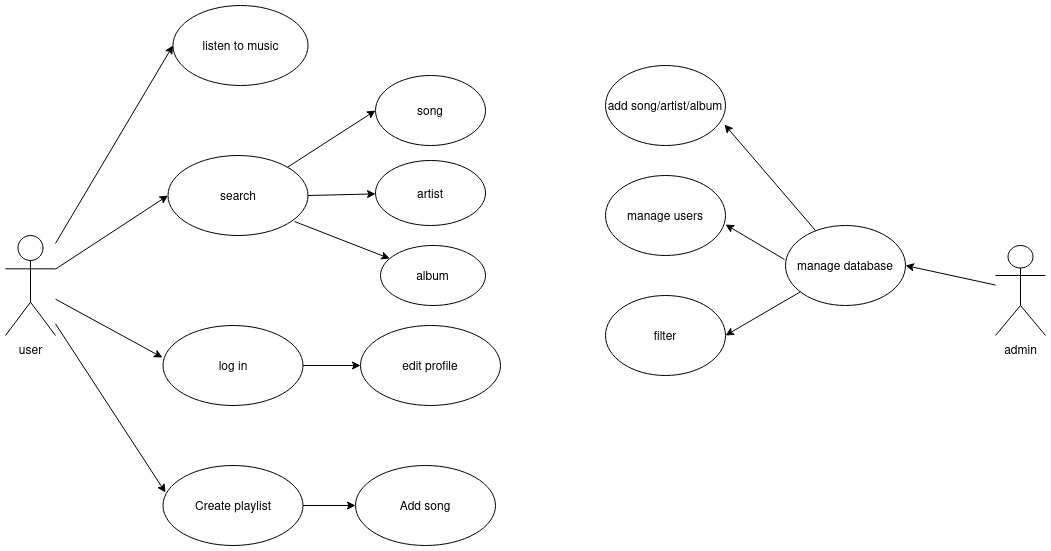 listen to music
song
search
artist
album
user
log in
edit profile
Create playlist
Add song
add song/artist/album
manage users
manage database
filter
admin